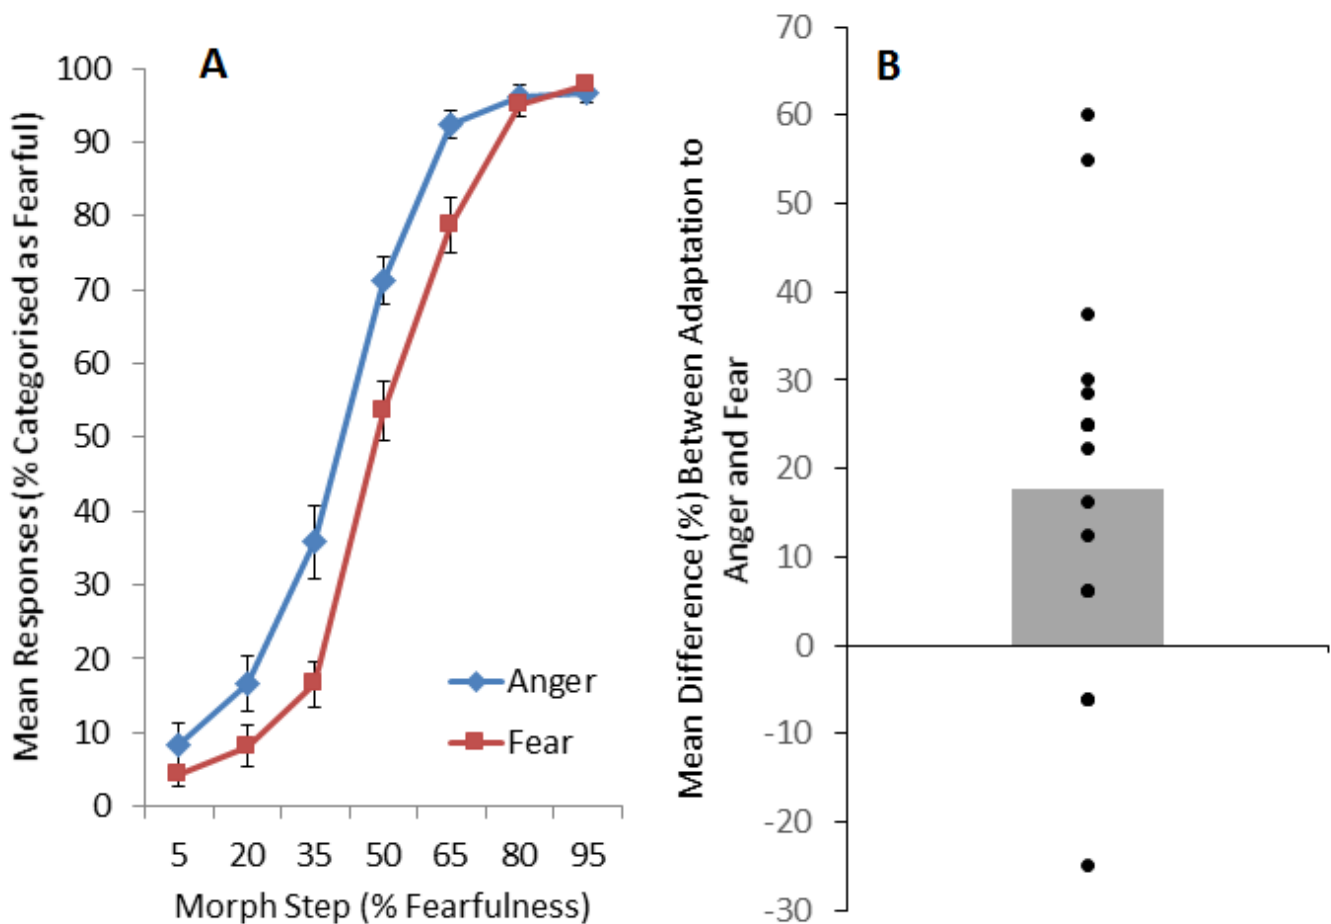 A
Mean Responses (% Categorised as Fearful)
100
90
80
70
60
50
40
30
20
10
0
5 20 35 50 65 80 95
Morph Step (% Fearfulness)
Anger
Fear
B
Mean Difference (%) Between Adaptation to
Anger and Fear
70
60
50
40
30
20
10
0
-10
-20
-30